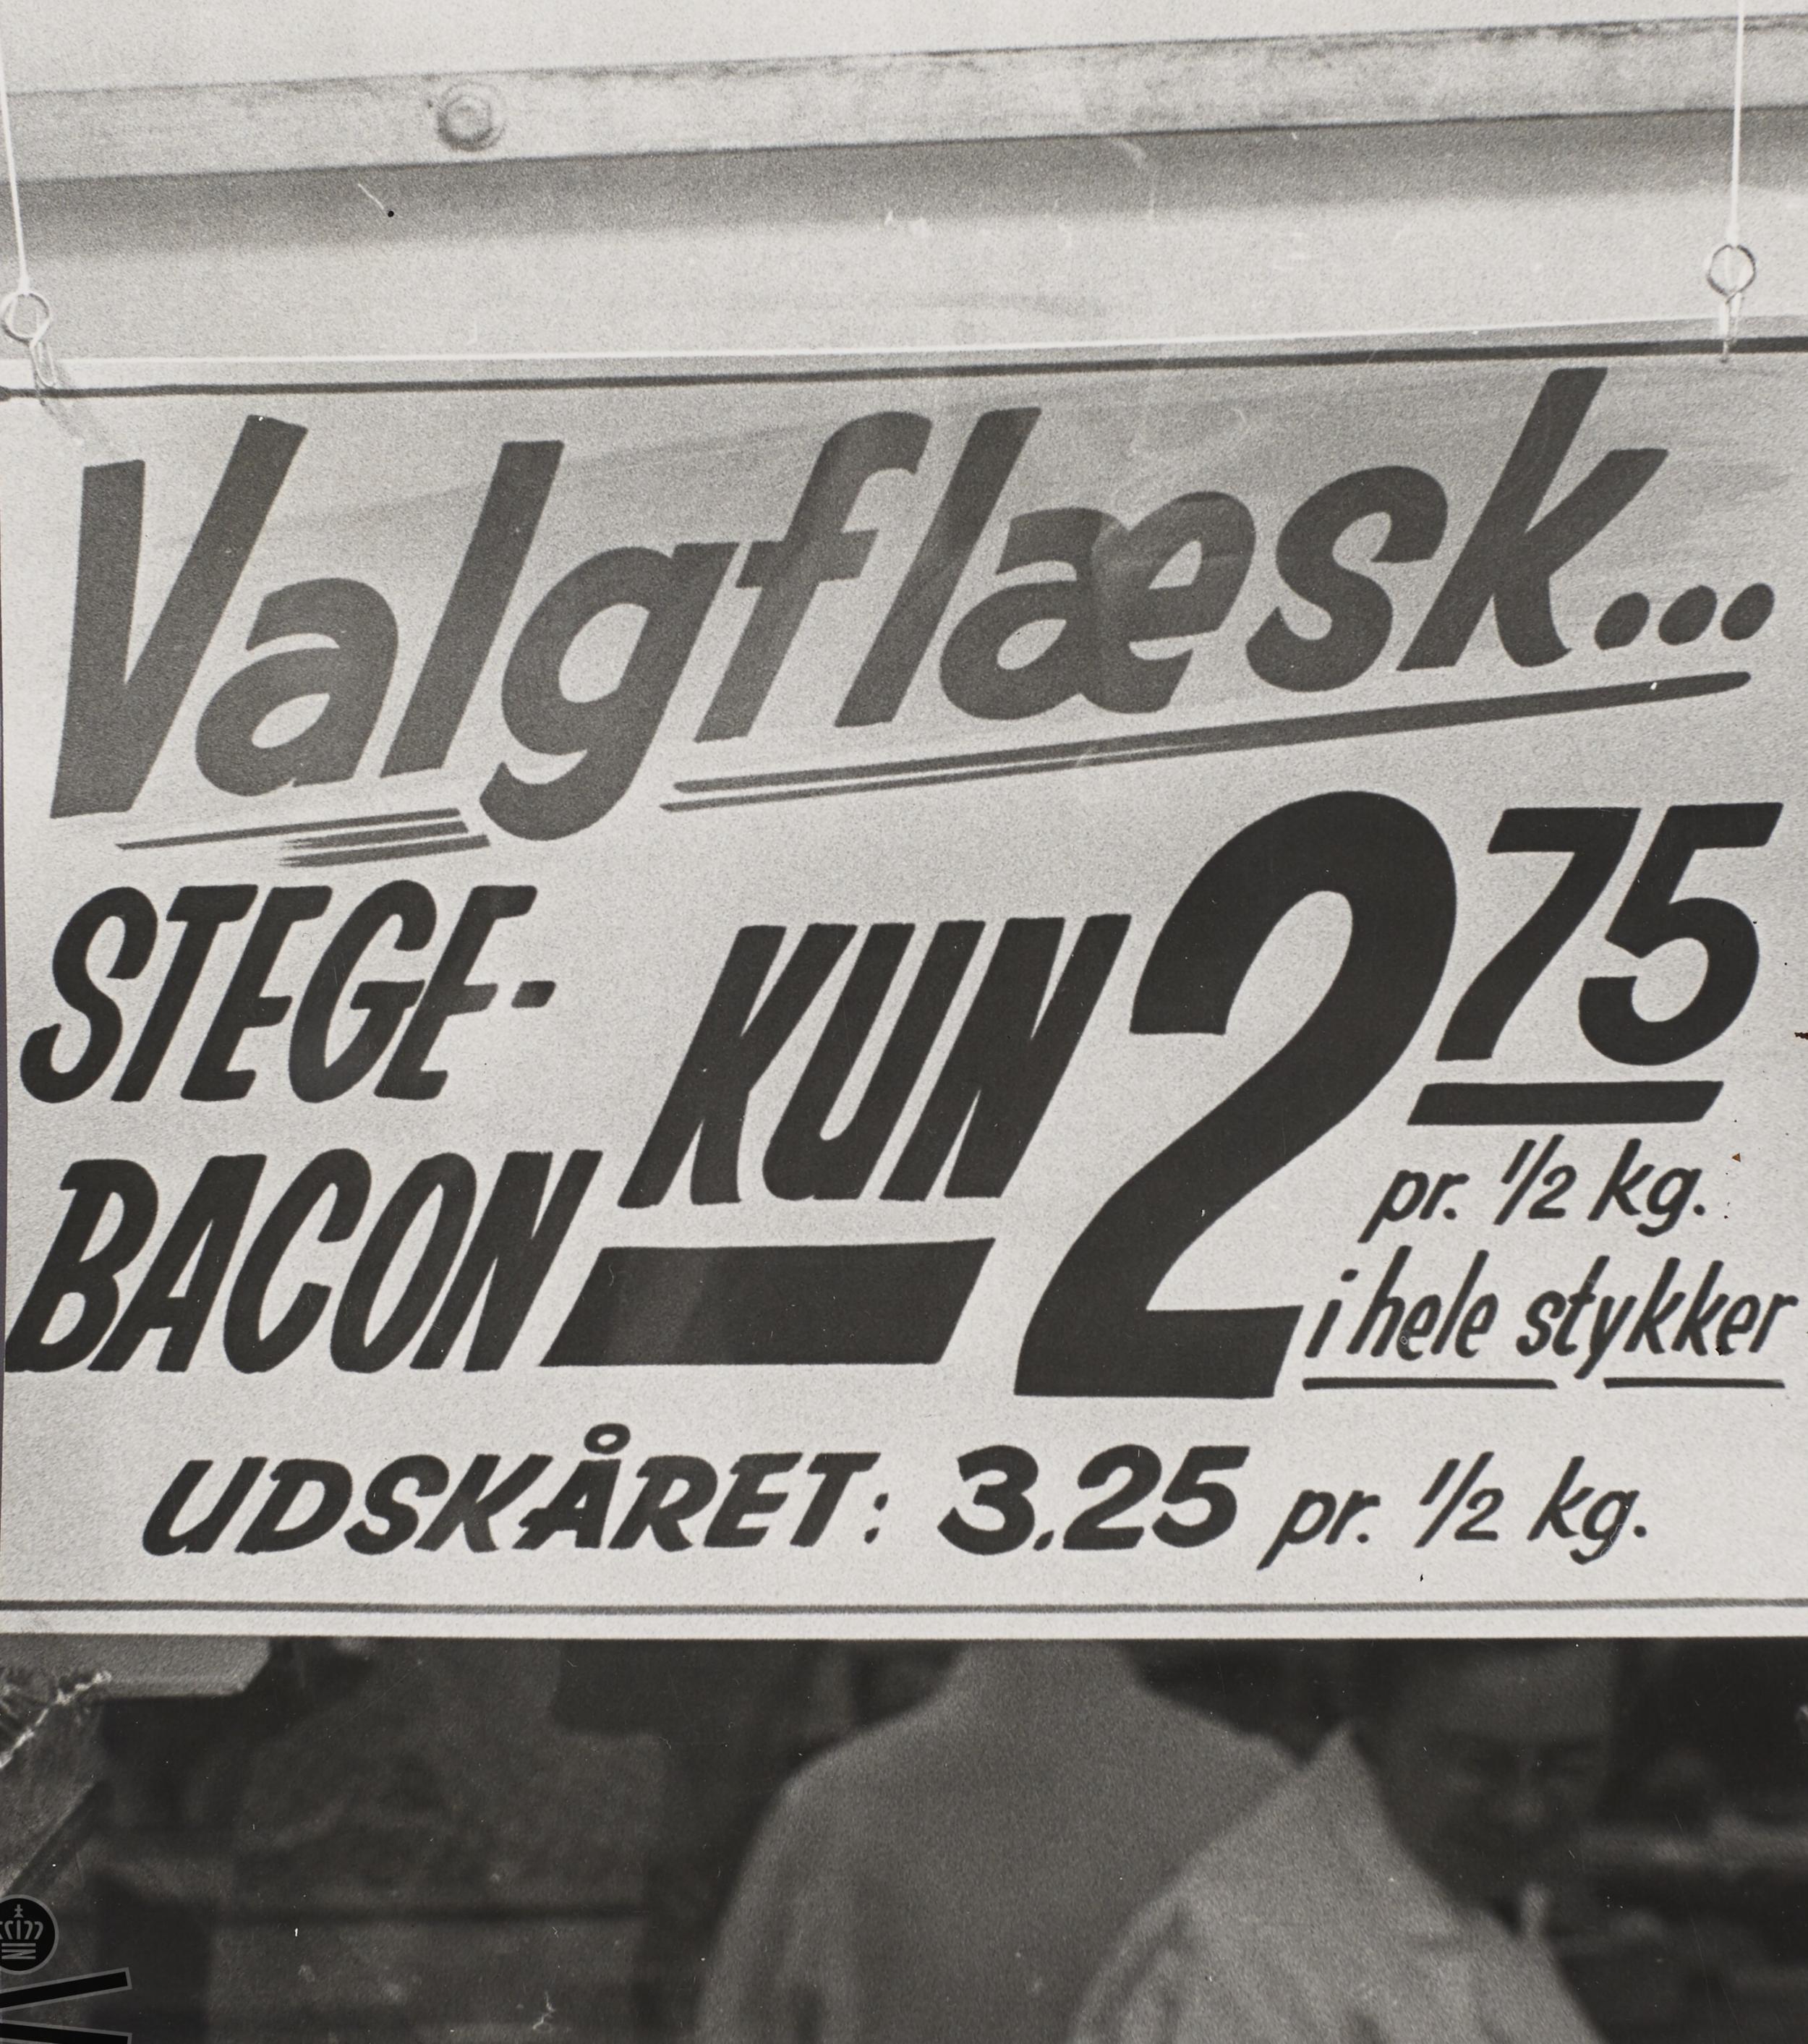 Valgflæsk...
STEGE-
BACON
KUN 2 75
pr. 1/2 kg.
i hele stykker
UDSKÅRET: 3.25 pr. 1/2 kg.